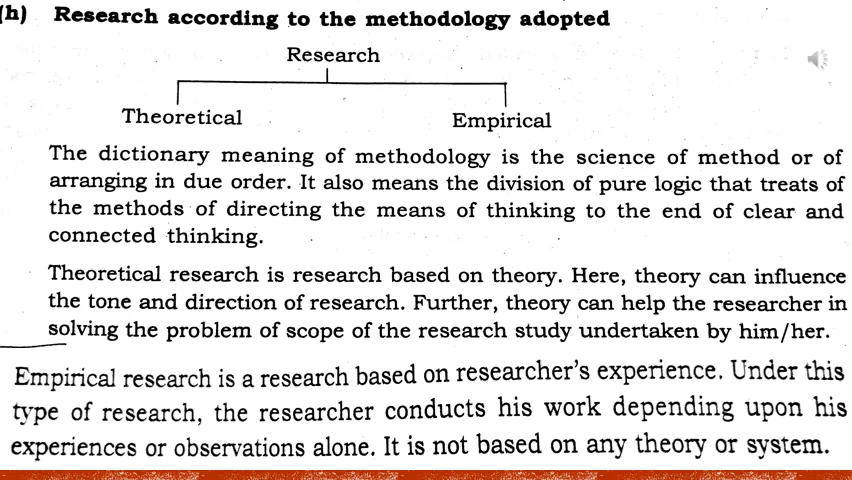 (h) Research according to the methodology adopted
Research
Theoretical Empirical
The dictionary meaning of methodology is the science of method or of
arranging in due order. It also means the division of pure logic that treats of
the methods of directing the means of thinking to the end of clear and
connected thinking.
Theoretical research is research based on theory. Here, theory can influence
the tone and direction of research. Further, theory can help the researcher in
solving the problem of scope of the research study undertaken by him/her.
Empirical research is a research based on researcher's experience. Under this
type of research, the researcher conducts his work depending upon his
experiences or observations alone. It is not based on any theory or system.